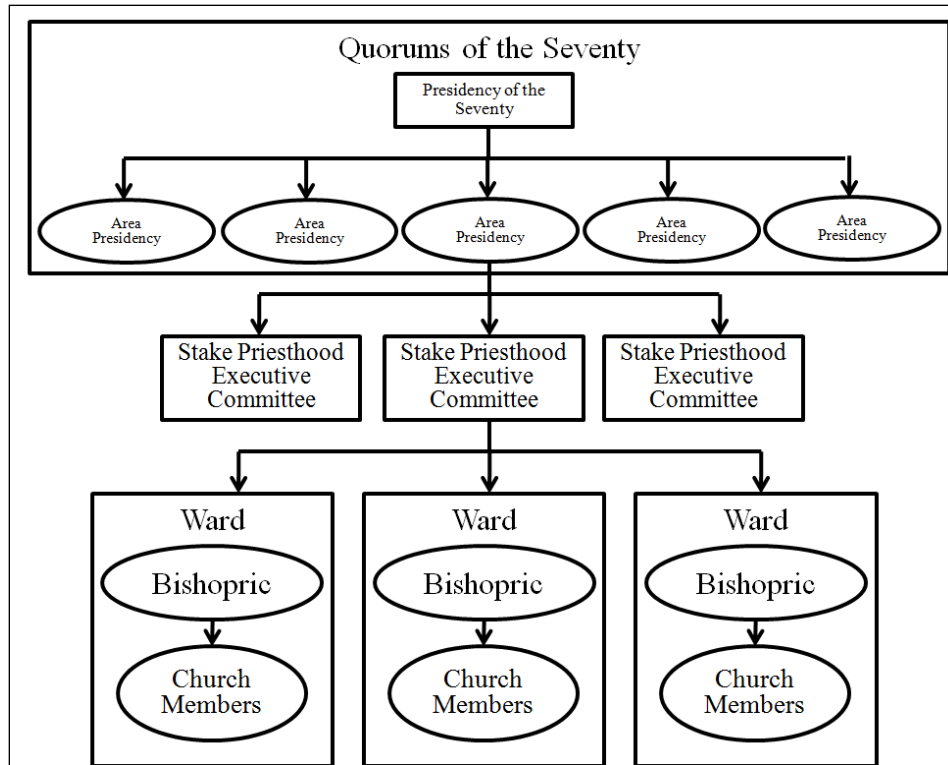 Quorums of the Seventy
Presidency of the
Seventy
Area
Presidency
Area
Presidency
Area
Presidency
Area
Presidency
Area
Presidency
Stake Priesthood
Executive
Committee
Stake Priesthood
Executive
Committee
Stake Priesthood
Executive
Committee
Ward
Bishopric
Church
Members
Ward
Bishopric
Church
Members
Ward
Bishopric
Church
Members